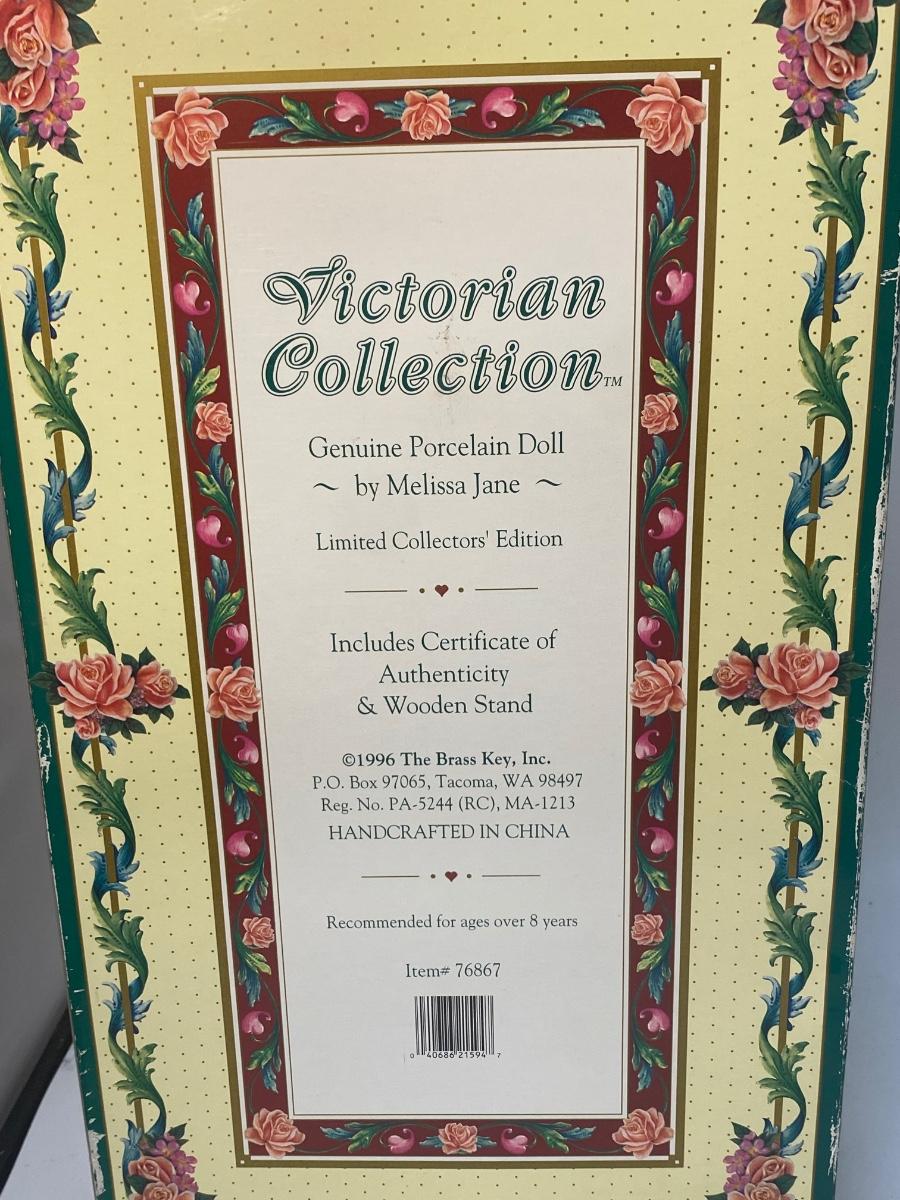 Victorian
Collection™
Genuine Porcelain Doll
~ by Melissa Jane ~
Limited Collectors' Edition
Includes Certificate of
Authenticity
& Wooden Stand
©1996 The Brass Key, Inc.
P.O. Box 97065, Tacoma, WA 98497
Reg. No. PA-5244 (RC), MA-1213
HANDCRAFTED IN CHINA
Recommended for ages over 8 years
Item# 76867
0 40686 21594 7